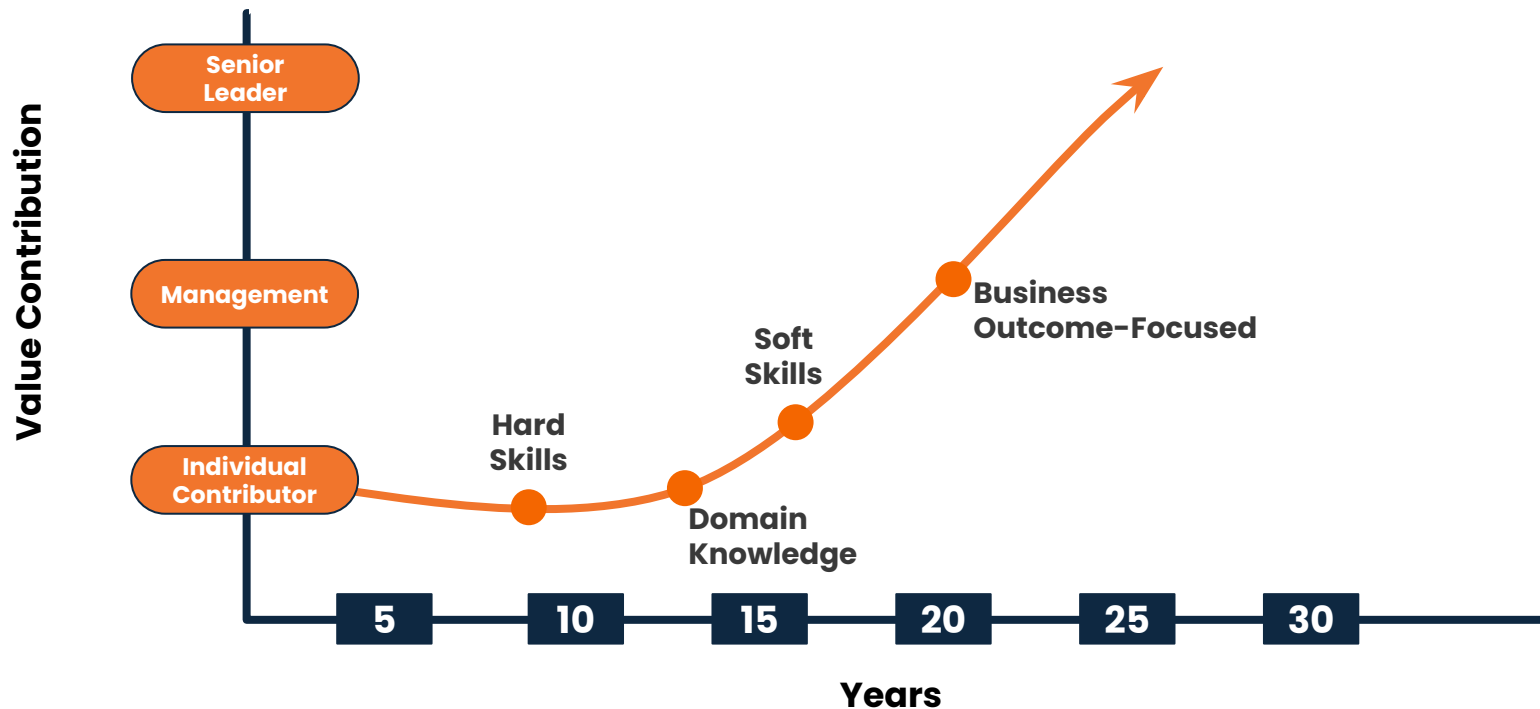 Value Contribution
Senior
Leader
Management
Individual
Contributor
Hard
Skills
Domain
Knowledge
Soft
Skills
Business
Outcome-Focused
5
10
15
20
25
30
Years